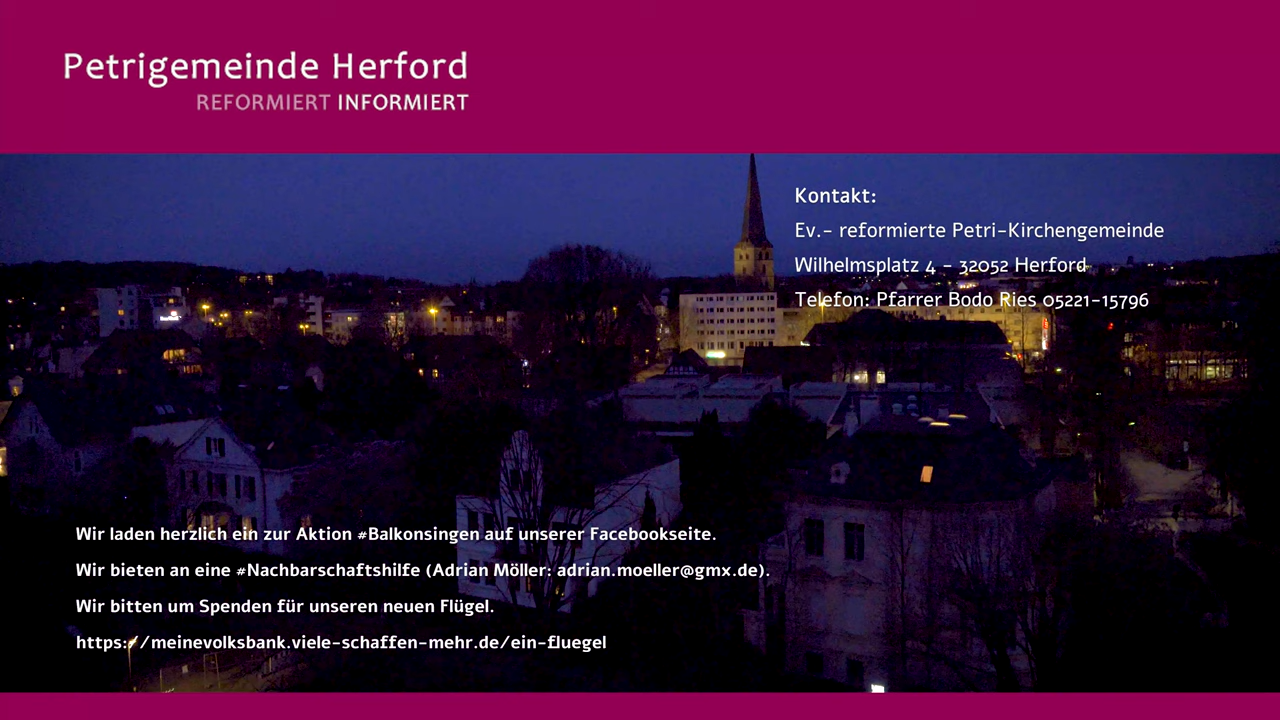 Petrigemeinde Herford
REFORMIERT INFORMIERT
Kontakt:
Ev.- reformierte Petri-Kirchengemeinde
Wilhelmsplatz 4 - 32052 Herford
Telefon: Pfarrer Bodo Ries 05221-15796
Wir laden herzlich ein zur Aktion #Balkonsingen auf unserer Facebookseite.
Wir bieten an eine #Nachbarschaftshilfe (Adrian Möller: adrian.moeller@gmx.de).
Wir bitten um Spenden für unseren neuen Flügel.
https://meinevolksbank.viele-schaffen-mehr.de/ein-fluegel